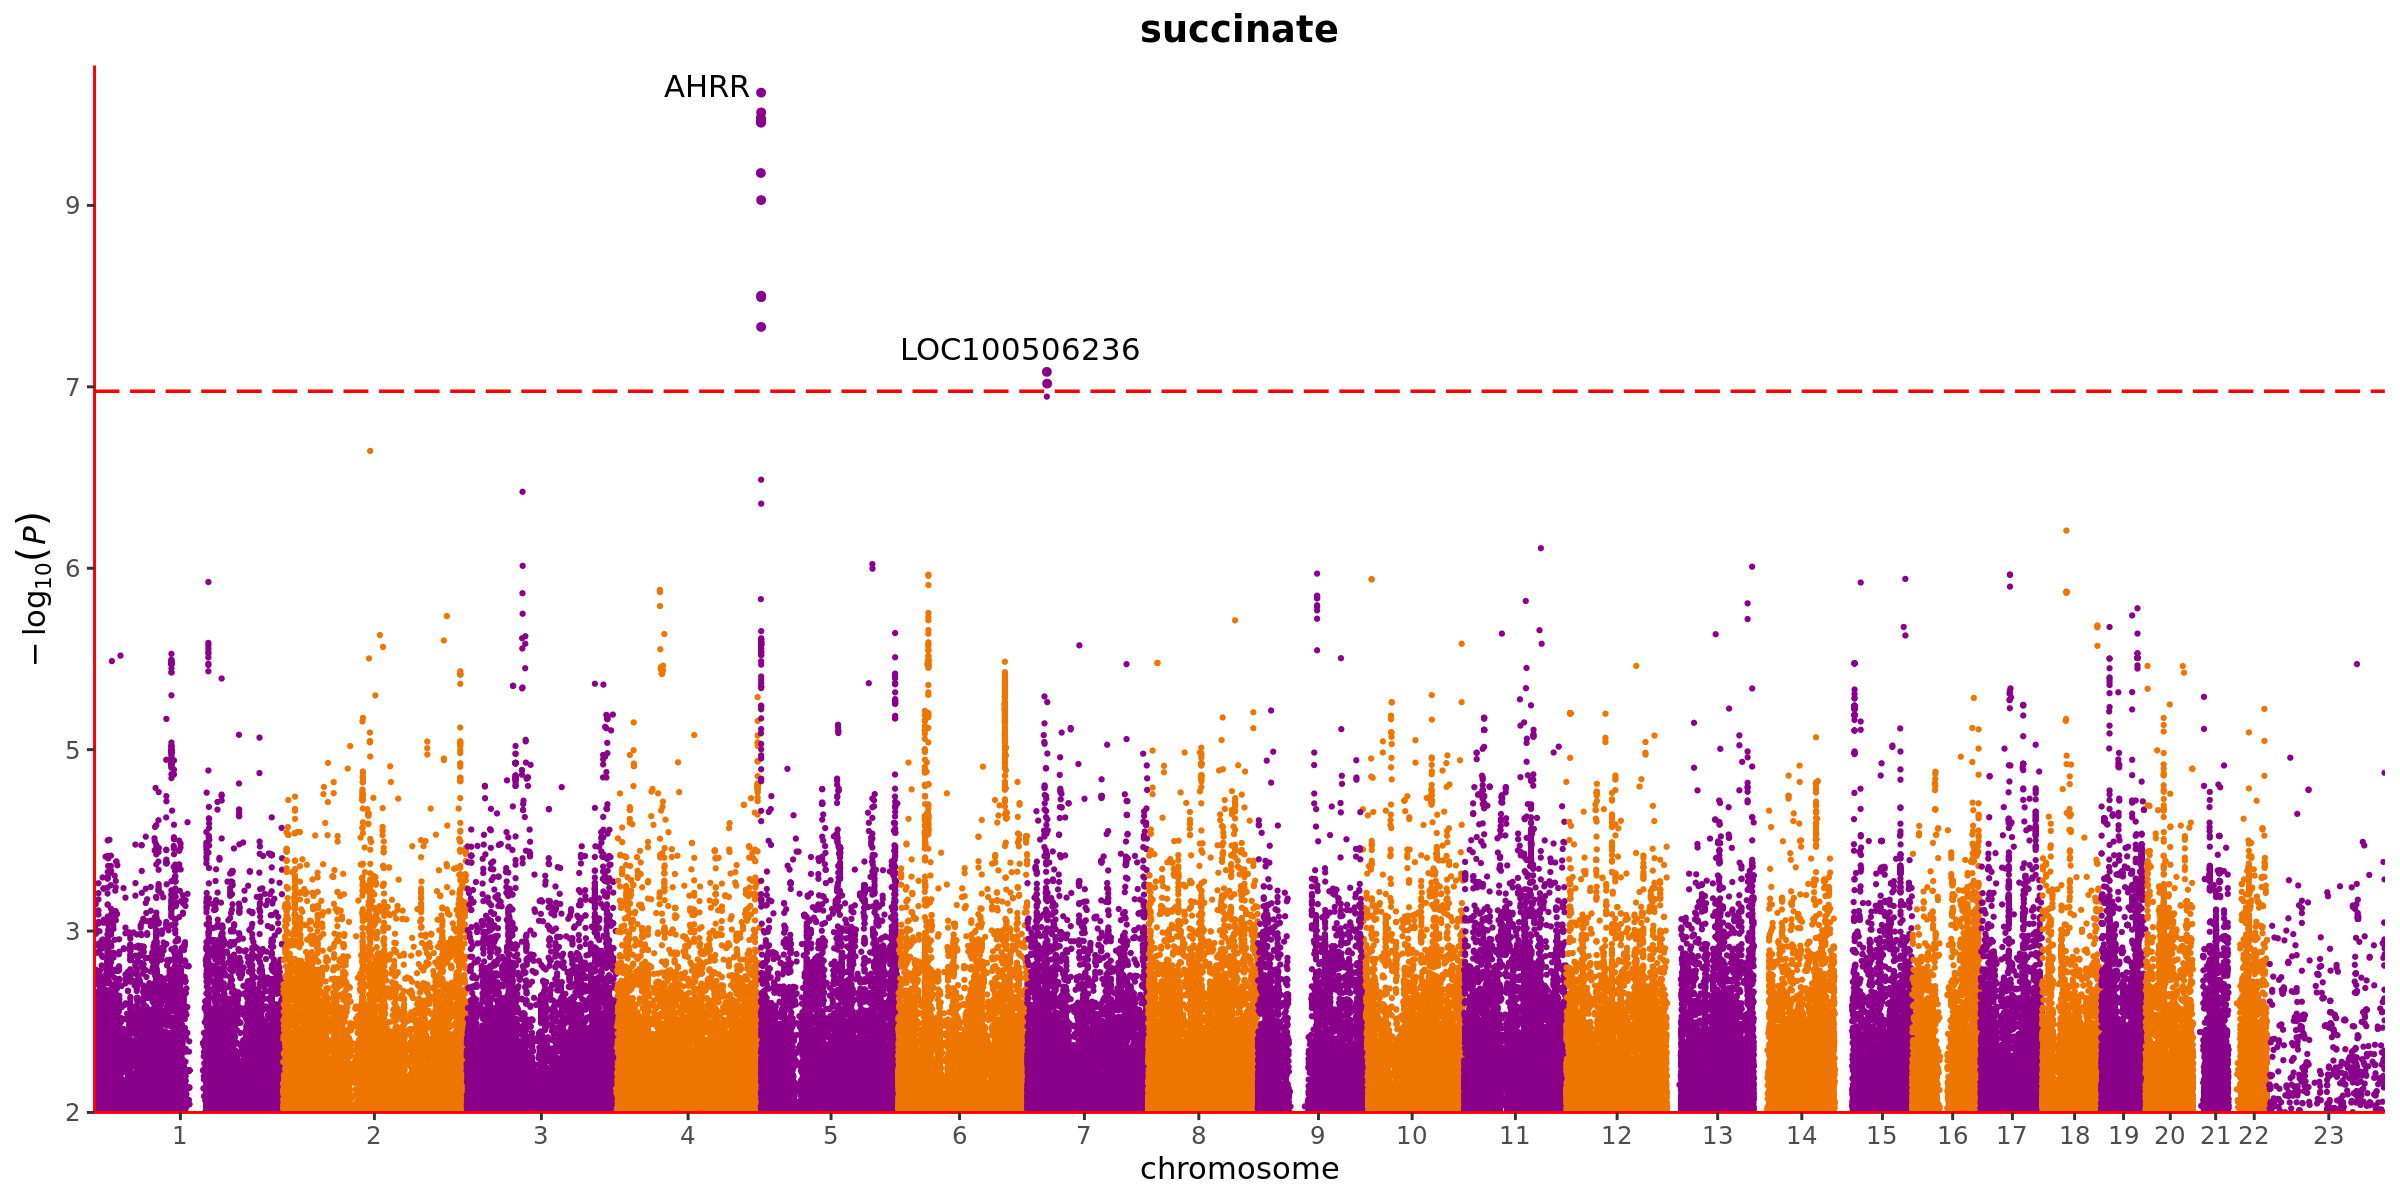 succinate
AHRR
9
LOC100506236
7
6
− log10(P)
5
3
2
1 2 3 4 5 6 7 8 9 10 11 12 13 14 15 16 17 18 19 20 21 22 23
chromosome